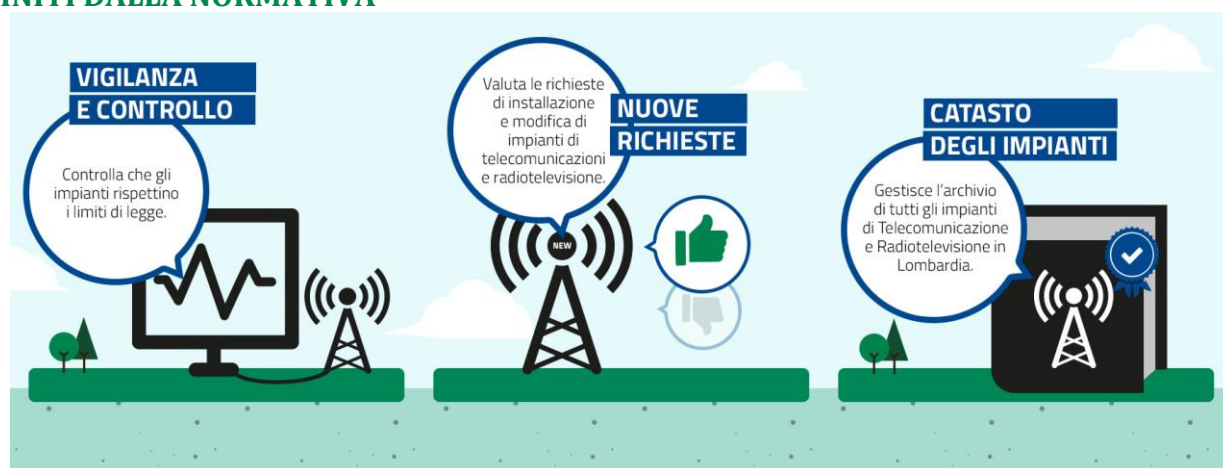 DALLA NORMATIVA
VIGILANZA
E CONTROLLO
Controlla che gli
impianti rispettino
i limiti di legge.
Valuta le richieste
di installazione
e modifica di
impianti di
telecomunicazioni
e radiotelevisione.
NUOVE
RICHIESTE
NEW
CATASTO
DEGLI IMPIANTI
Gestisce l'archivio
di tutti gli impianti
di Telecomunicazione
e Radiotelevisione in
Lombardia.